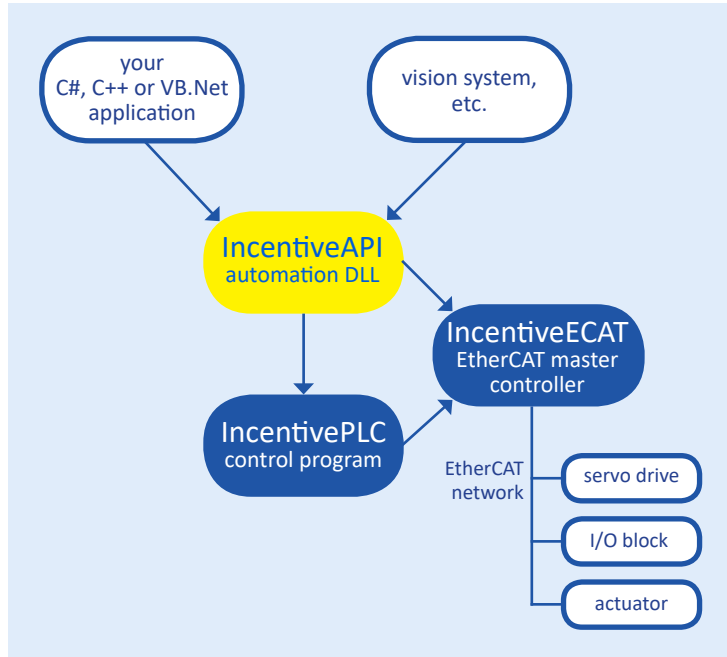 your
C#, C++ or VB.Net
application
vision system,
etc.
IncentiveAPI
automation DLL
IncentiveECAT
EtherCAT master
controller
IncentivePLC
control program
EtherCAT
network
servo drive
I/O block
actuator